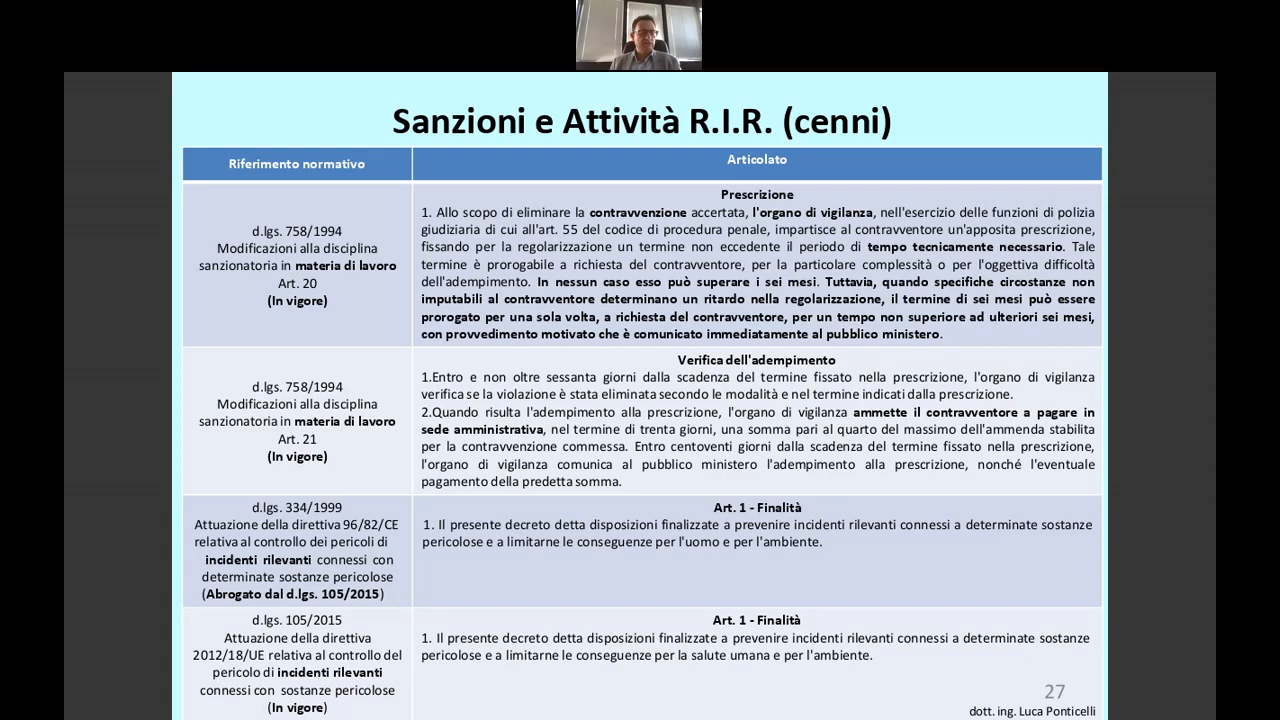 Sanzioni e Attività R.I.R. (cenni)
Riferimento normativo
Articolato
d.lgs. 758/1994
Modificazioni alla disciplina
sanzionatoria in materia di lavoro
Art. 20
(In vigore)
Prescrizione
1. Allo scopo di eliminare la contravvenzione accertata, l'organo di vigilanza, nell'esercizio delle funzioni di polizia
giudiziaria di cui all'art. 55 del codice di procedura penale, impartisce al contravventore un'apposita prescrizione,
fissando per la regolarizzazione un termine non eccedente il periodo di tempo tecnicamente necessario. Tale
termine è prorogabile a richiesta del contravventore, per la particolare complessità o per l'oggettiva difficoltà
dell'adempimento. In nessun caso esso può superare i sei mesi. Tuttavia, quando specifiche circostanze non
imputabili al contravventore determinano un ritardo nella regolarizzazione, il termine di sei mesi può essere
prorogato per una sola volta, a richiesta del contravventore, per un tempo non superiore ad ulteriori sei mesi,
con provvedimento motivato che è comunicato immediatamente al pubblico ministero.
d.lgs. 758/1994
Modificazioni alla disciplina
sanzionatoria in materia di lavoro
Art. 21
(In vigore)
Verifica dell'adempimento
1.Entro e non oltre sessanta giorni dalla scadenza del termine fissato nella prescrizione, l'organo di vigilanza
verifica se la violazione è stata eliminata secondo le modalità e nel termine indicati dalla prescrizione.
2.Quando risulta l'adempimento alla prescrizione, l'organo di vigilanza ammette il contravventore a pagare in
sede amministrativa, nel termine di trenta giorni, una somma pari al quarto del massimo dell'ammenda stabilita
per la contravvenzione commessa. Entro centoventi giorni dalla scadenza del termine fissato nella prescrizione,
l'organo di vigilanza comunica al pubblico ministero l'adempimento alla prescrizione, nonché l'eventuale
pagamento della predetta somma.
d.lgs. 334/1999
Attuazione della direttiva 96/82/CE
relativa al controllo dei pericoli di
incidenti rilevanti connessi con
determinate sostanze pericolose
(Abrogato dal d.lgs. 105/2015)
Art. 1 - Finalità
1. Il presente decreto detta disposizioni finalizzate a prevenire incidenti rilevanti connessi a determinate sostanze
pericolose e a limitarne le conseguenze per l'uomo e per l'ambiente.
d.lgs. 105/2015
Attuazione della direttiva
2012/18/UE relativa al controllo del
pericolo di incidenti rilevanti
connessi con sostanze pericolose
(In vigore)
Art. 1 - Finalità
1. Il presente decreto detta disposizioni finalizzate a prevenire incidenti rilevanti connessi a determinate sostanze
pericolose e a limitarne le conseguenze per la salute umana e per l'ambiente.
27
dott. ing. Luca Ponticelli